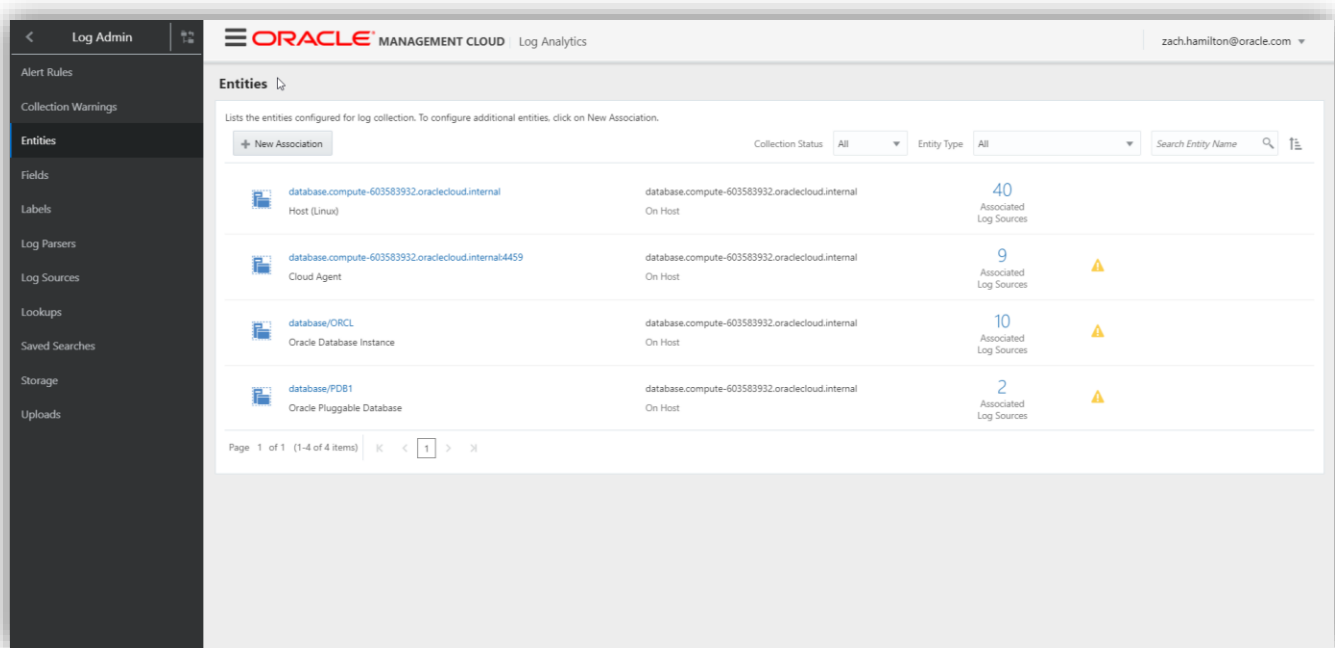 Log Admin
ORACLE MANAGEMENT CLOUD Log Analytics
zach.hamilton@oracle.com
Alert Rules
Collection Warnings
Entities
Fields
Labels
Log Parsers
Log Sources
Lookups
Saved Searches
Storage
Uploads
Entities
Lists the entities configured for log collection. To configure additional entities, click on New Association.
+ New Association
Collection Status All Entity Type All Search Entity Name
database.compute-603583932.oraclecloud.internal
Host (Linux)
database.compute-603583932.oraclecloud.internal
On Host
40
Associated
Log Sources
database.compute-603583932.oraclecloud.internal:4459
Cloud Agent
database.compute-603583932.oraclecloud.internal
On Host
9
Associated
Log Sources
database/ORCL
Oracle Database Instance
database.compute-603583932.oraclecloud.internal
On Host
10
Associated
Log Sources
database/PDB1
Oracle Pluggable Database
database.compute-603583932.oraclecloud.internal
On Host
2
Associated
Log Sources
Page 1 of 1 (1-4 of 4 items) 1